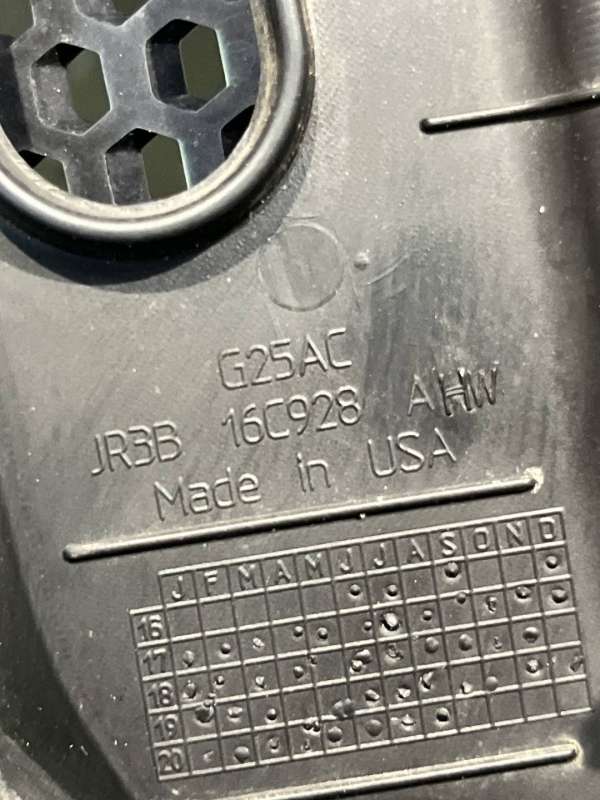 G25AC
JR3B 16C928 AHW
Made in USA
J F M A M J J A S O N D
16
17
18
19
20